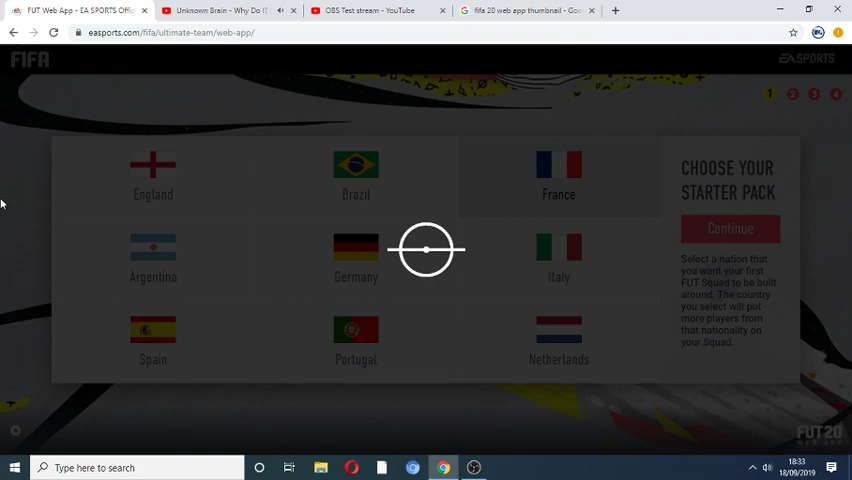 FUT Web App - EA SPORTS Offic
Unknown Brain - Why Do I?
OBS Test stream - YouTube
fifa 20 web app thumbnail - Goo
easports.com/fifa/ultimate-team/web-app/
FIFA
EA SPORTS
1 2 3 4
England
Brazil
France
CHOOSE YOUR
STARTER PACK
Continue
Argentina
Germany
Italy
Select a nation that
you want your first
FUT Squad to be built
around. The country
you select will put
more players from
that nationality on
your Squad.
Spain
Portugal
Netherlands
FUT20
WEB APP
Type here to search
18:33
18/09/2019